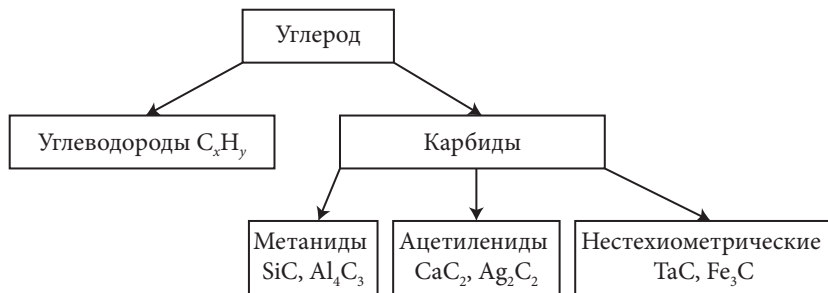 Углерод
Углеводороды CₓHᵧ
Карбиды
Метаниды
SiC, Al₄C₃
Ацетилениды
CaC₂, Ag₂C₂
Нестехиометрические
TaC, Fe₃C